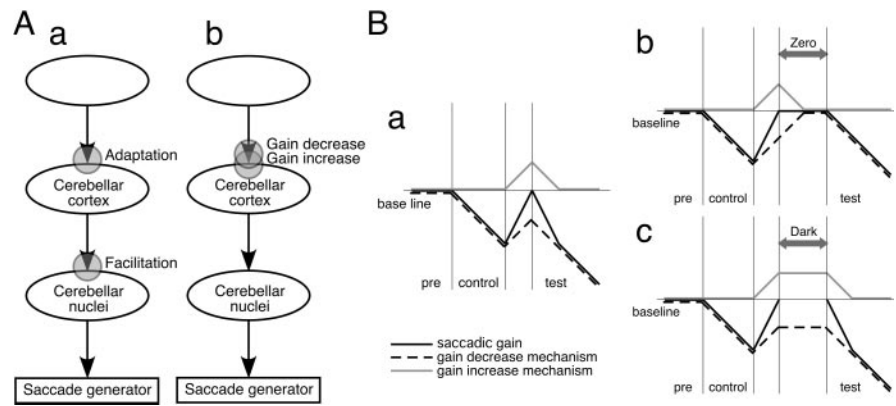 A
a
b
Adaptation
Cerebellar
cortex
Facilitation
Cerebellar
nuclei
Saccade generator
Gain decrease
Gain increase
Cerebellar
cortex
Cerebellar
nuclei
Saccade generator
B
a
base line
pre
control
test
saccadic gain
gain decrease mechanism
gain increase mechanism
b
Zero
baseline
pre
control
test
c
Dark
baseline
pre
control
test